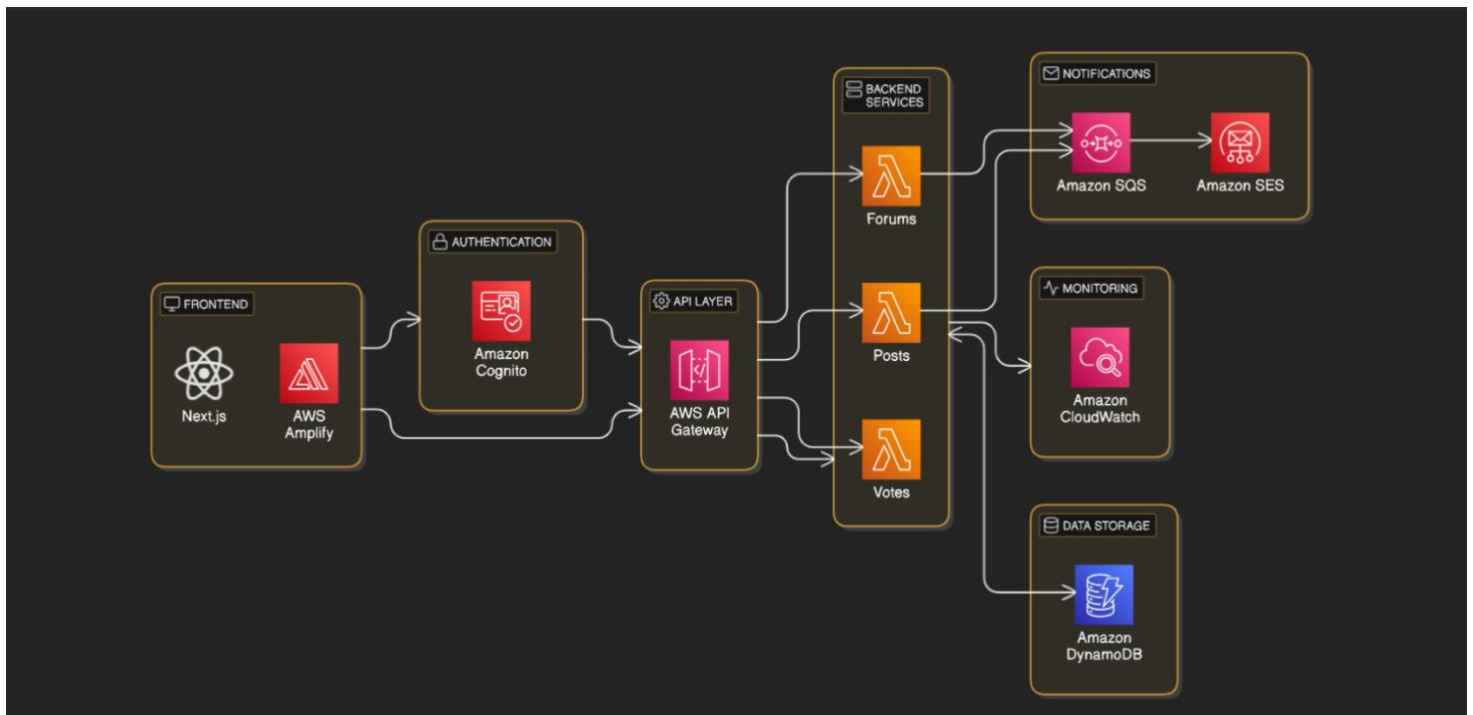 FRONTEND
Next.js
AWS
Amplify
AUTHENTICATION
Amazon
Cognito
API LAYER
AWS API
Gateway
BACKEND
SERVICES
Forums
Posts
Votes
NOTIFICATIONS
Amazon SQS
Amazon SES
MONITORING
Amazon
CloudWatch
DATA STORAGE
Amazon
DynamoDB